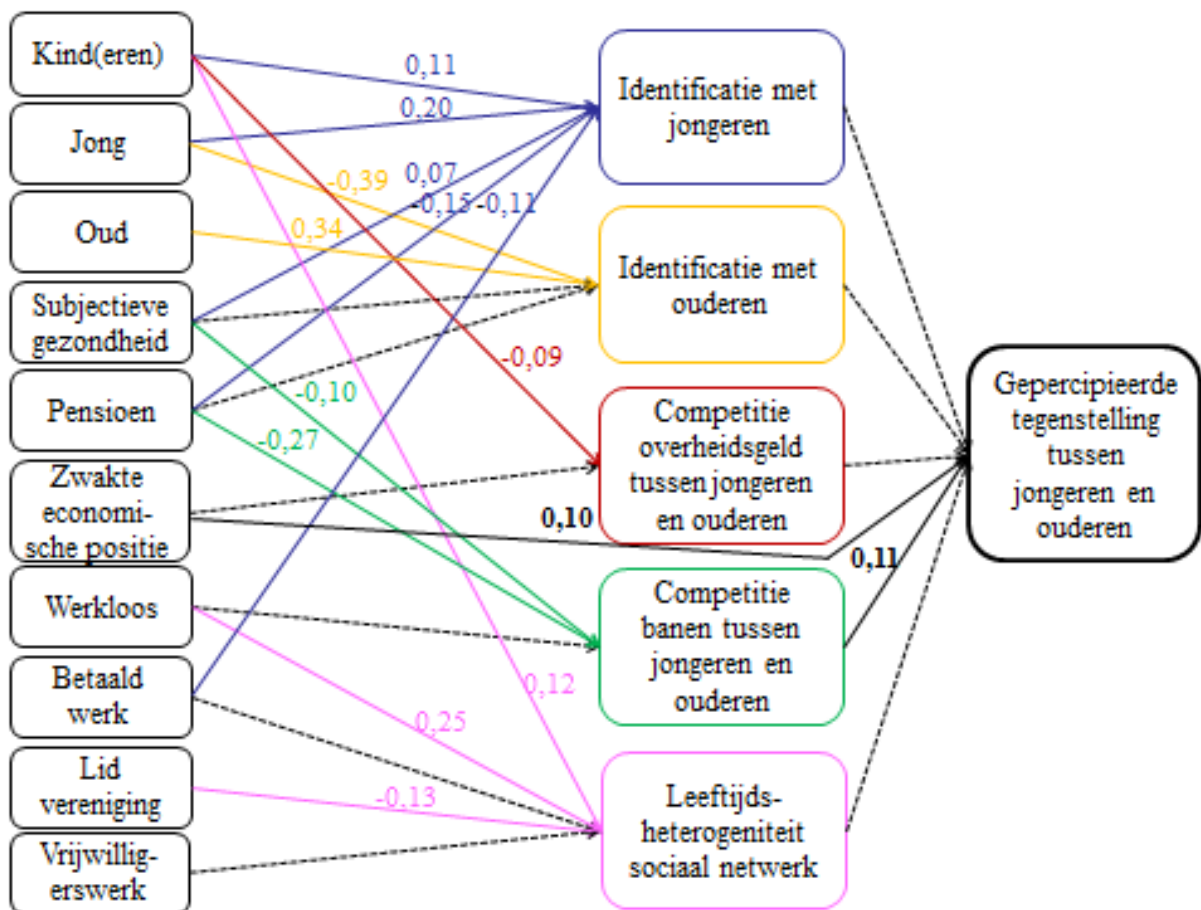 Kind(eren)
Jong
Oud
Subjectieve
gezondheid
Pensioen
Zwakte
economi-
sche positie
Werkloos
Betaald
werk
Lid
vereniging
Vrijwillig-
erswerk
0,11
0,20
0,07
-0,39
-0,15
-0,11
0,34
-0,09
-0,10
-0,27
0,10
0,11
0,12
0,25
-0,13
Identificatie met
jongeren
Identificatie met
ouderen
Competitie
overheidsgeld
tussen jongeren
en ouderen
Competitie
banen tussen
jongeren en
ouderen
Leeftijds-
heterogeniteit
sociaal netwerk
Gepercipieerde
tegenstelling
tussen
jongeren en
ouderen